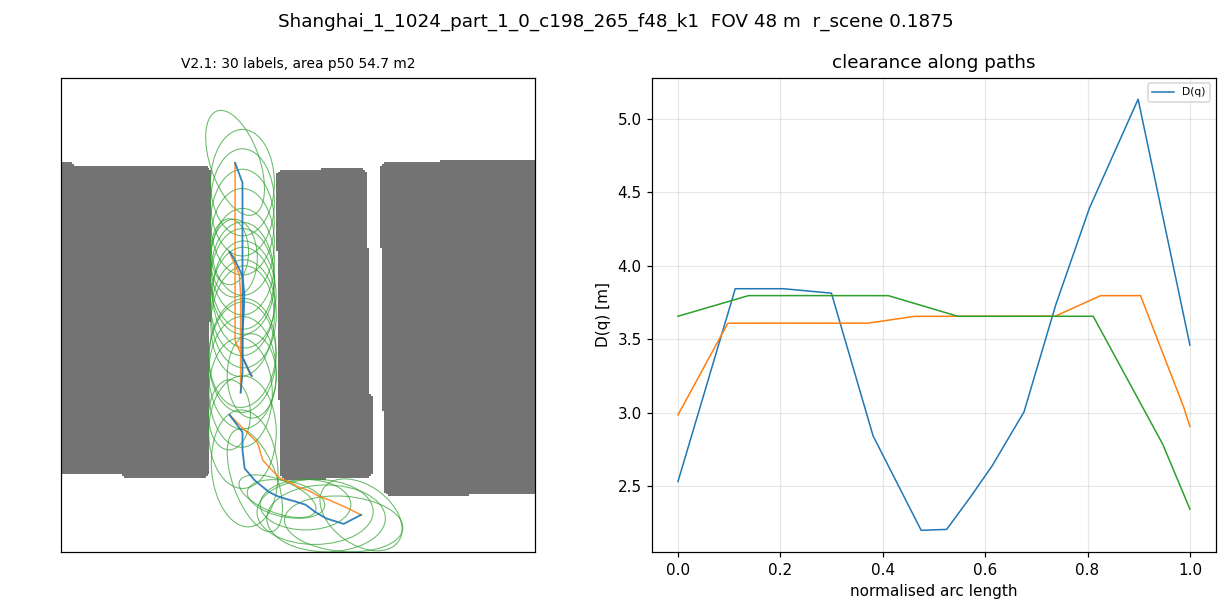 Shanghai_1_1024_part_1_0_c198_265_f48_k1  FOV 48 m  r_scene 0.1875
V2.1: 30 labels, area p50 54.7 m2
clearance along paths
D(q)
5.0
4.5
4.0
3.5
3.0
2.5
D(q) [m]
0.0 0.2 0.4 0.6 0.8 1.0
normalised arc length